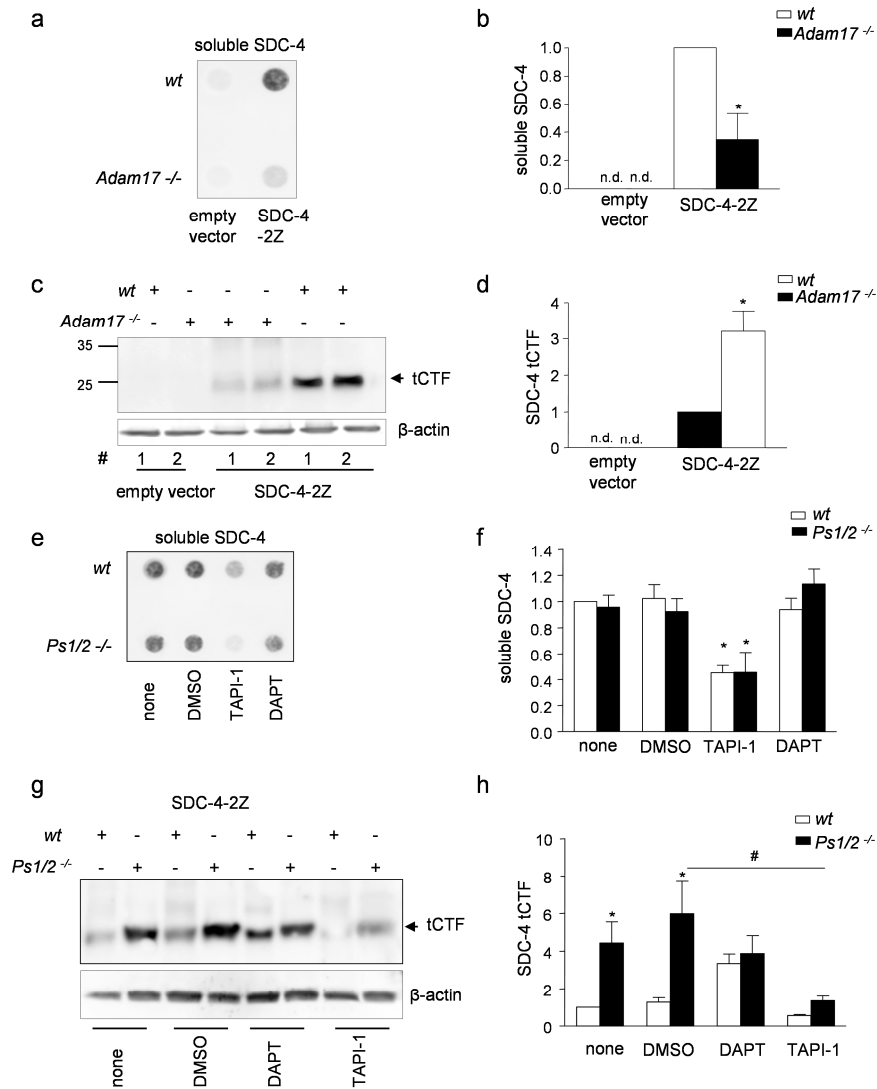 a
soluble SDC-4
wt
Adam17 -/-
empty vector
SDC-4 -2Z
b
wt
Adam17 -/-
soluble SDC-4
1.0
0.8
0.6
0.4
0.2
0.0
*
n.d. n.d.
empty vector
SDC-4-2Z
c
wt + - - - + +
Adam17 -/- - + + + - -
35
25
tCTF
β-actin
# 1 2 1 2 1 2
empty vector SDC-4-2Z
d
wt
Adam17 -/-
SDC-4 tCTF
4
3
2
1
0
*
n.d. n.d.
empty vector
SDC-4-2Z
e
soluble SDC-4
wt
Ps1/2 -/-
none
DMSO
TAPI-1
DAPT
f
wt
Ps1/2 -/-
soluble SDC-4
1.4
1.2
1.0
0.8
0.6
0.4
0.2
0.0
* *
none DMSO TAPI-1 DAPT
g
SDC-4-2Z
wt + - + - + - + -
Ps1/2 -/- - + - + - + - +
tCTF
β-actin
none
DMSO
DAPT
TAPI-1
h
wt
Ps1/2 -/-
SDC-4 tCTF
10
8
6
4
2
0
* * #
none DMSO DAPT TAPI-1